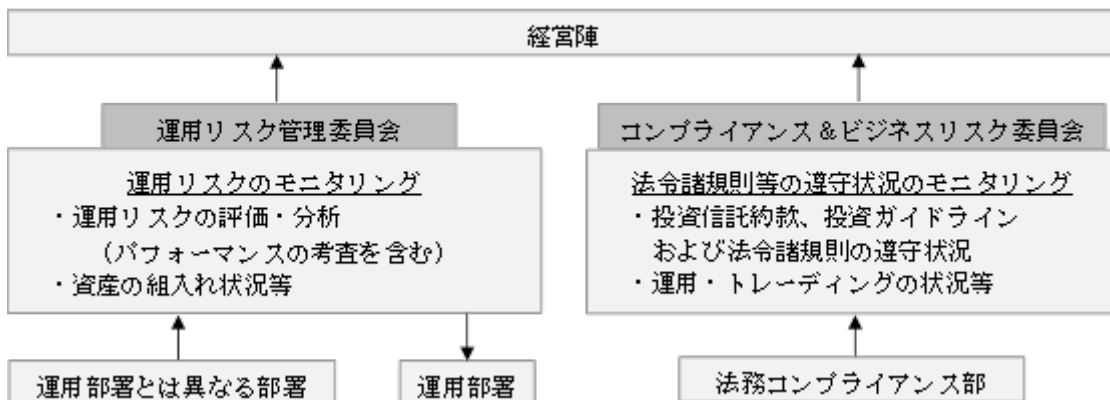 経営陣
運用リスク管理委員会
運用リスクのモニタリング
・運用リスクの評価・分析
（パフォーマンスの考査を含む）
・資産の組入れ状況等
運用部署とは異なる部署
運用部署
コンプライアンス＆ビジネスリスク委員会
法令諸規則等の遵守状況のモニタリング
・投資信託約款、投資ガイドライン
および法令諸規則の遵守状況
・運用・トレーディングの状況等
法務コンプライアンス部